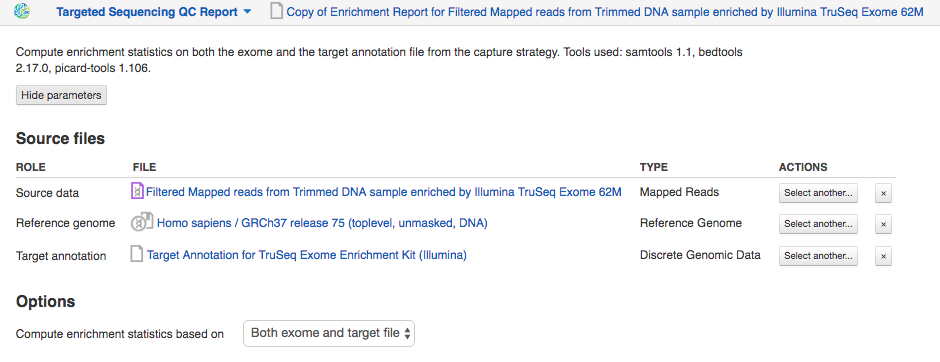 Targeted Sequencing QC Report Copy of Enrichment Report for Filtered Mapped reads from Trimmed DNA sample enriched by Illumina TruSeq Exome 62M
Compute enrichment statistics on both the exome and the target annotation file from the capture strategy. Tools used: samtools 1.1, bedtools
2.17.0, picard-tools 1.106.
Hide parameters
Source files
ROLE FILE TYPE ACTIONS
Source data Filtered Mapped reads from Trimmed DNA sample enriched by Illumina TruSeq Exome 62M Mapped Reads Select another... ×
Reference genome Homo sapiens / GRCh37 release 75 (toplevel, unmasked, DNA) Reference Genome Select another... ×
Target annotation Target Annotation for TruSeq Exome Enrichment Kit (Illumina) Discrete Genomic Data Select another... ×
Options
Compute enrichment statistics based on Both exome and target file